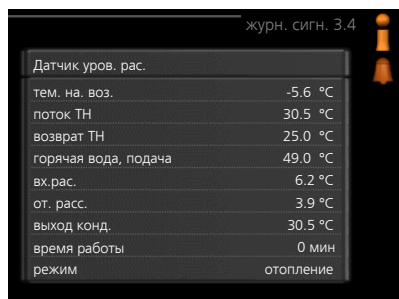 журн. сигн. 3.4
Датчик уров. рас.
тем. на. воз. -5.6 °C
поток ТН 30.5 °C
возврат ТН 25.0 °C
горячая вода, подача 49.0 °C
вх.рас. 6.2 °C
от. расс. 3.9 °C
выход конд. 30.5 °C
время работы 0 мин
режим отопление